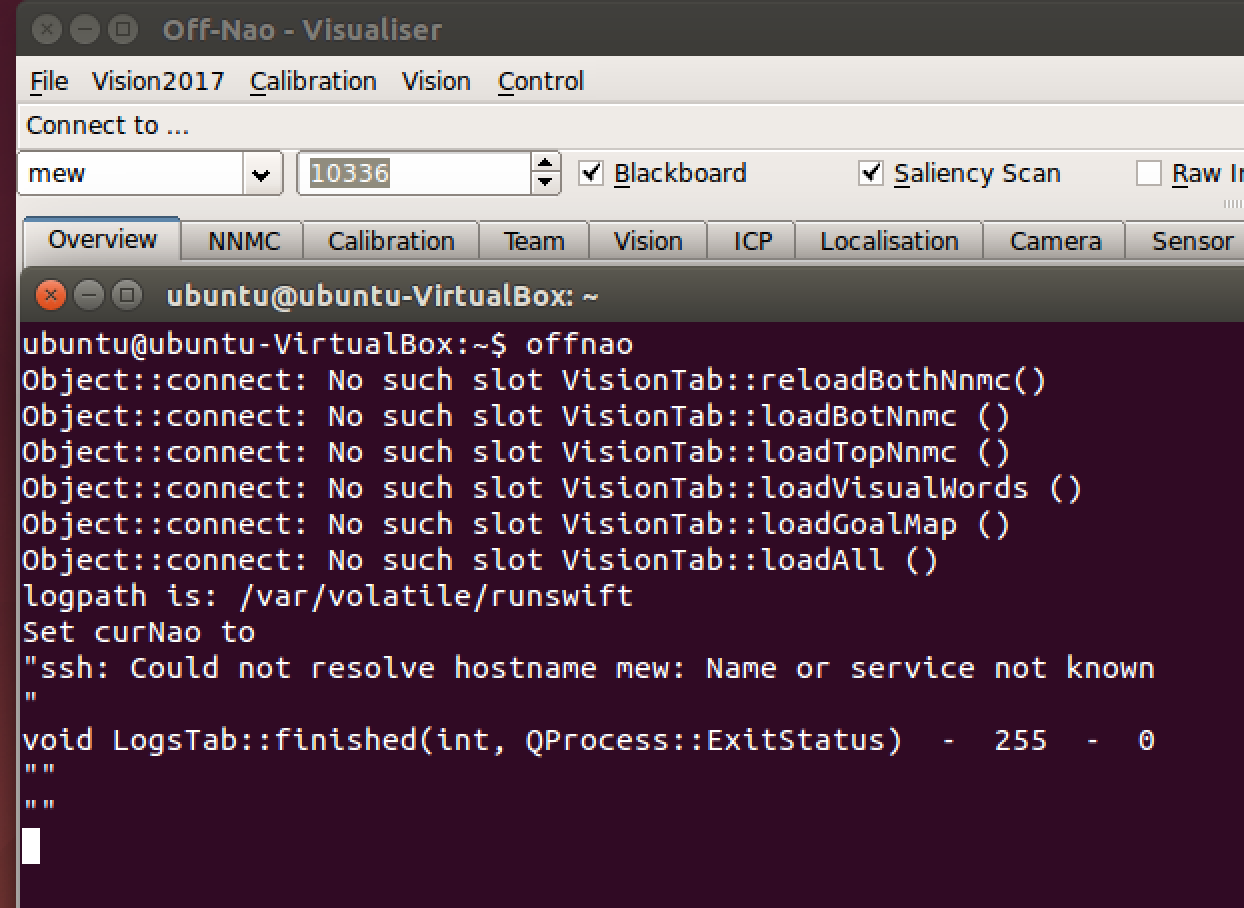 Off-Nao - Visualiser
File Vision2017 Calibration Vision Control
Connect to ...
mew 10336 Blackboard Saliency Scan Raw
Overview NNMC Calibration Team Vision ICP Localisation Camera Sensor
ubuntu@ubuntu-VirtualBox: ~
ubuntu@ubuntu-VirtualBox:~$ offnao
Object::connect: No such slot VisionTab::reloadBothNnmc()
Object::connect: No such slot VisionTab::loadBotNnmc ()
Object::connect: No such slot VisionTab::loadTopNnmc ()
Object::connect: No such slot VisionTab::loadVisualWords ()
Object::connect: No such slot VisionTab::loadGoalMap ()
Object::connect: No such slot VisionTab::loadAll ()
logpath is: /var/volatile/runswift
Set curNao to
"ssh: Could not resolve hostname mew: Name or service not known
"
void LogsTab::finished(int, QProcess::ExitStatus) - 255 - 0
""
""